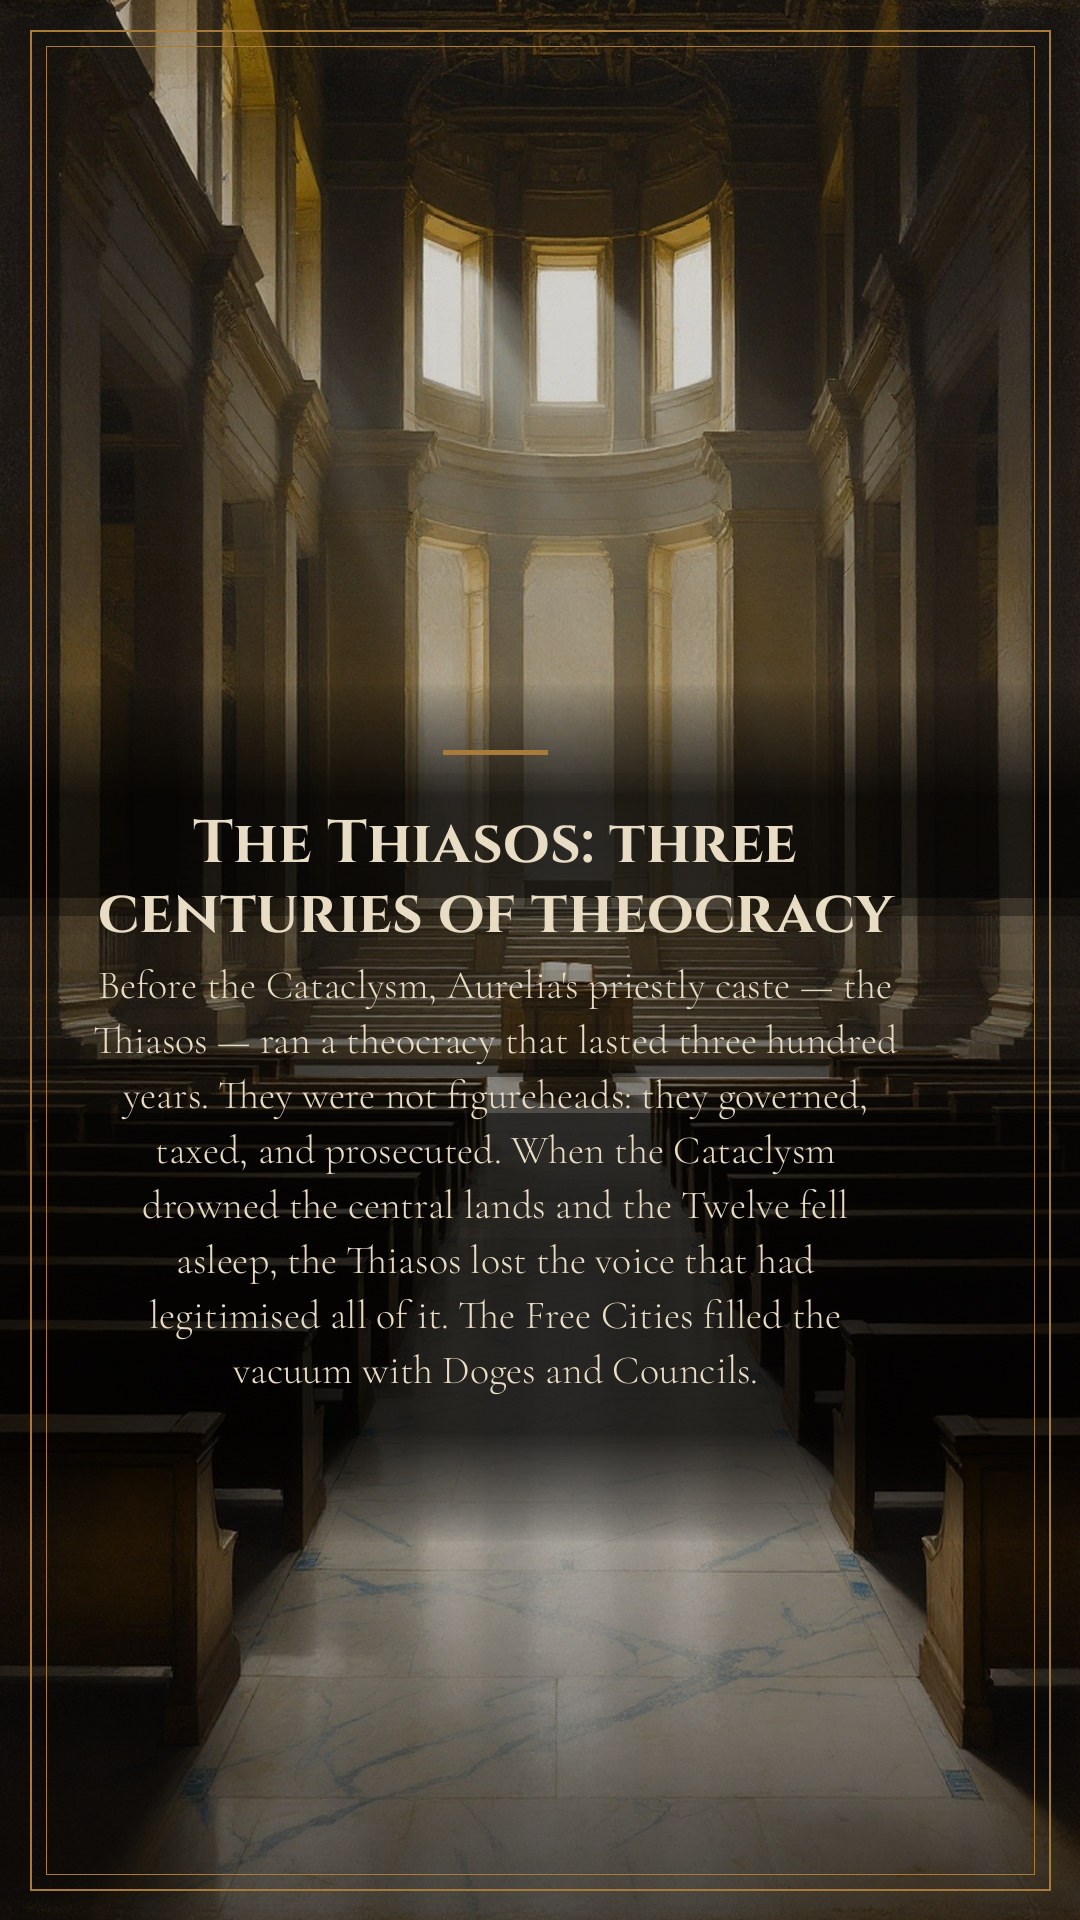 The Thiasos: three
centuries of theocracy
Before the Cataclysm, Aurelia's priestly caste — the
Thiasos — ran a theocracy that lasted three hundred
years. They were not figureheads: they governed,
taxed, and prosecuted. When the Cataclysm
drowned the central lands and the Twelve fell
asleep, the Thiasos lost the voice that had
legitimised all of it. The Free Cities filled the
vacuum with Doges and Councils.